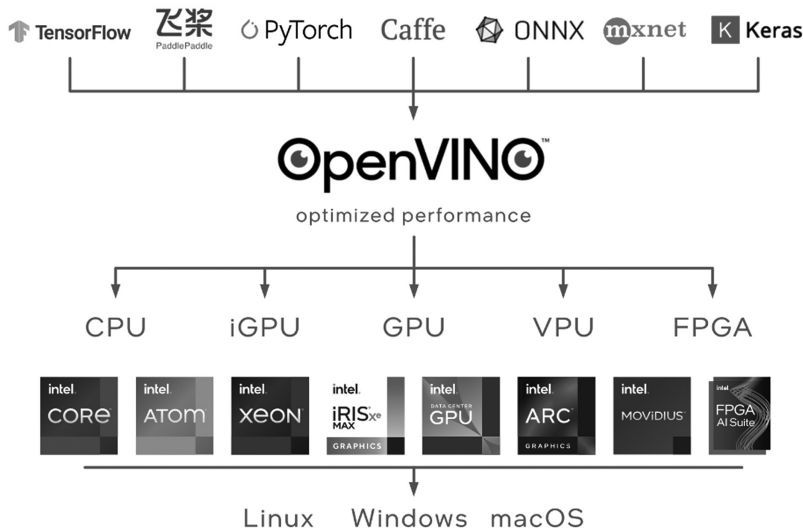 TensorFlow 飞桨 PyTorch Caffe ONNX mxnet K Keras
PaddlePaddle
OpenVINO™
optimized performance
CPU iGPU GPU VPU FPGA
intel. intel. intel. intel. intel. intel. intel. intel.
CORE ATOM XEON iRIS Xe MAX DATA CENTER GPU ARC MOVIDIUS FPGA AI Suite
GRAPHICS GRAPHICS
Linux Windows macOS